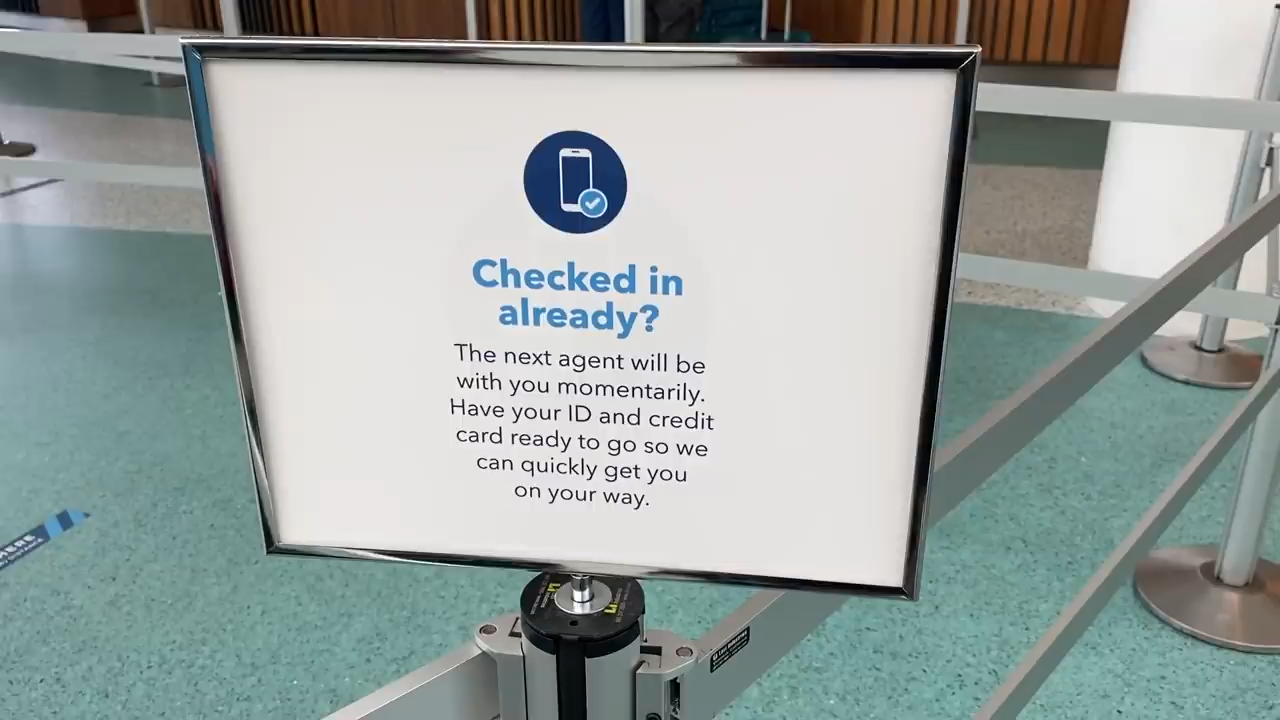 Checked in
already?
The next agent will be
with you momentarily.
Have your ID and credit
card ready to go so we
can quickly get you
on your way.